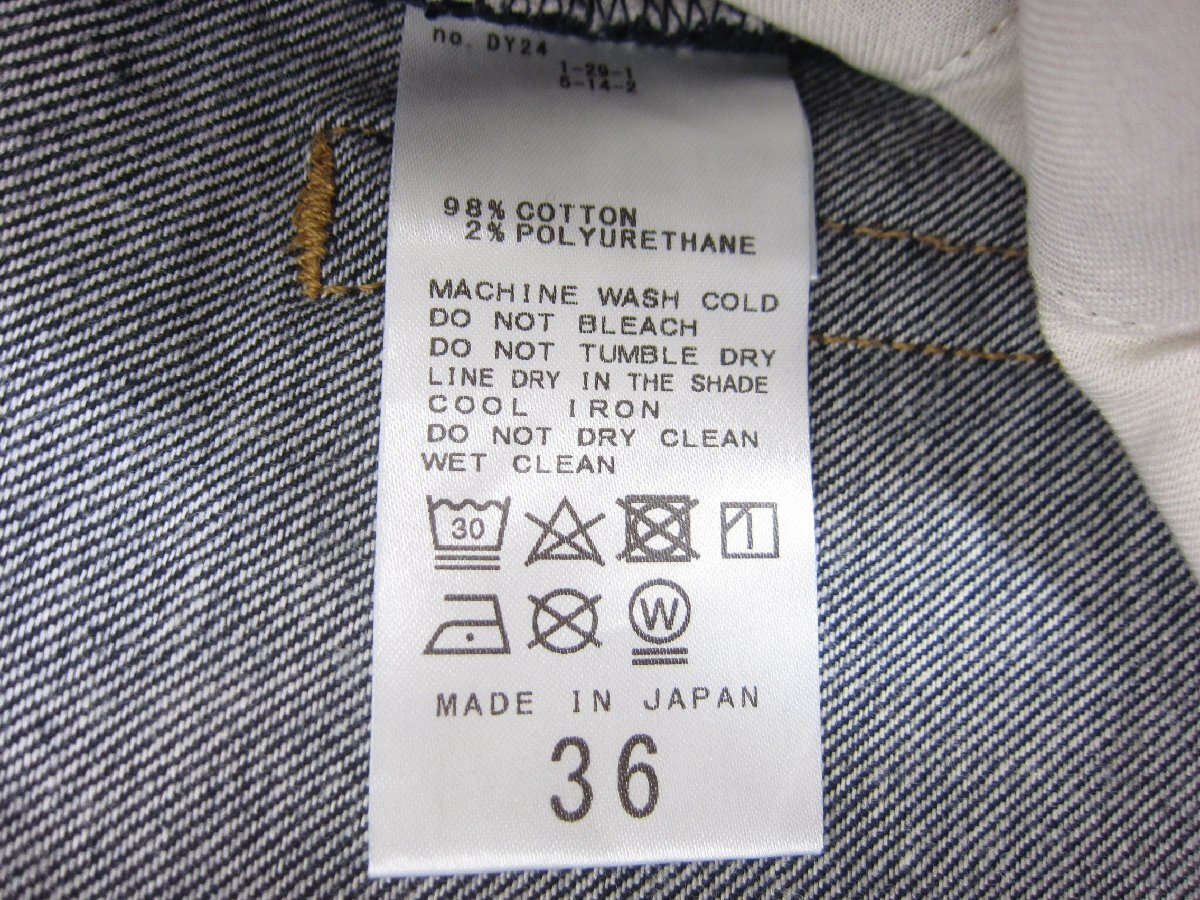 no. DY24
1-29-1
6-14-2
98% COTTON
2% POLYURETHANE
MACHINE WASH COLD
DO NOT BLEACH
DO NOT TUMBLE DRY
LINE DRY IN THE SHADE
COOL IRON
DO NOT DRY CLEAN
WET CLEAN
30
W
MADE IN JAPAN
36